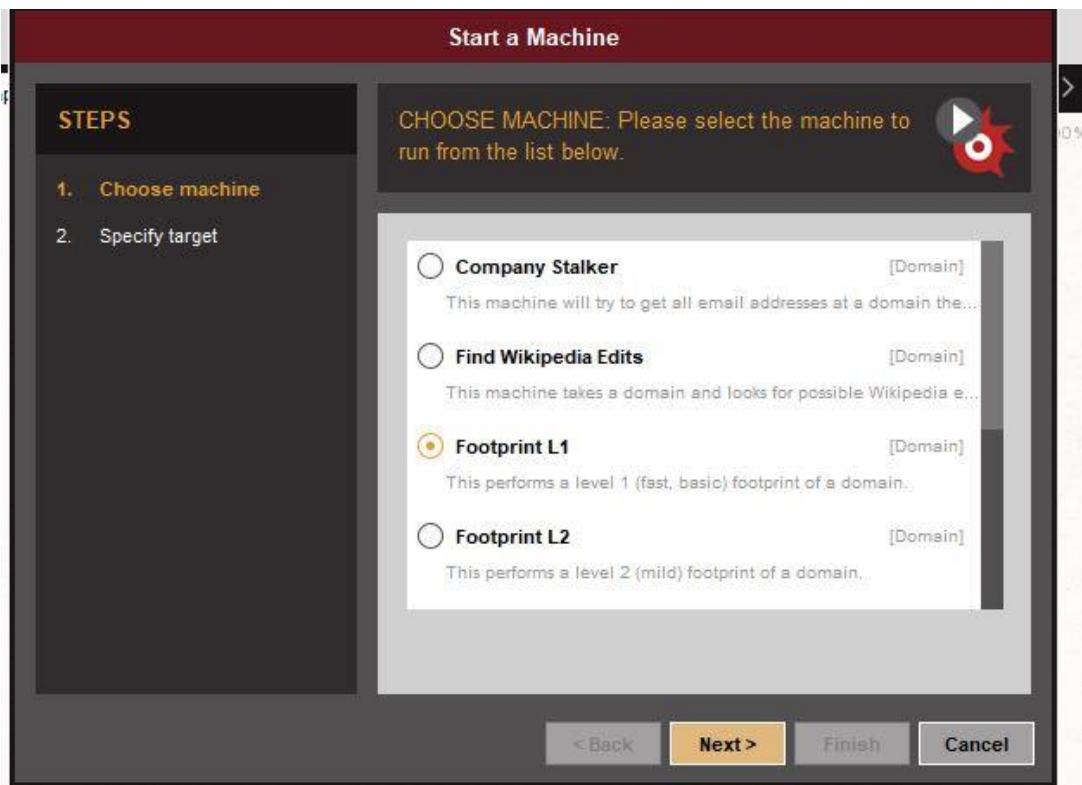 Start a Machine
STEPS
1. Choose machine
2. Specify target
CHOOSE MACHINE: Please select the machine to
run from the list below.
Company Stalker [Domain]
This machine will try to get all email addresses at a domain the...
Find Wikipedia Edits [Domain]
This machine takes a domain and looks for possible Wikipedia e...
Footprint L1 [Domain]
This performs a level 1 (fast, basic) footprint of a domain.
Footprint L2 [Domain]
This performs a level 2 (mild) footprint of a domain.
< Back Next > Finish Cancel